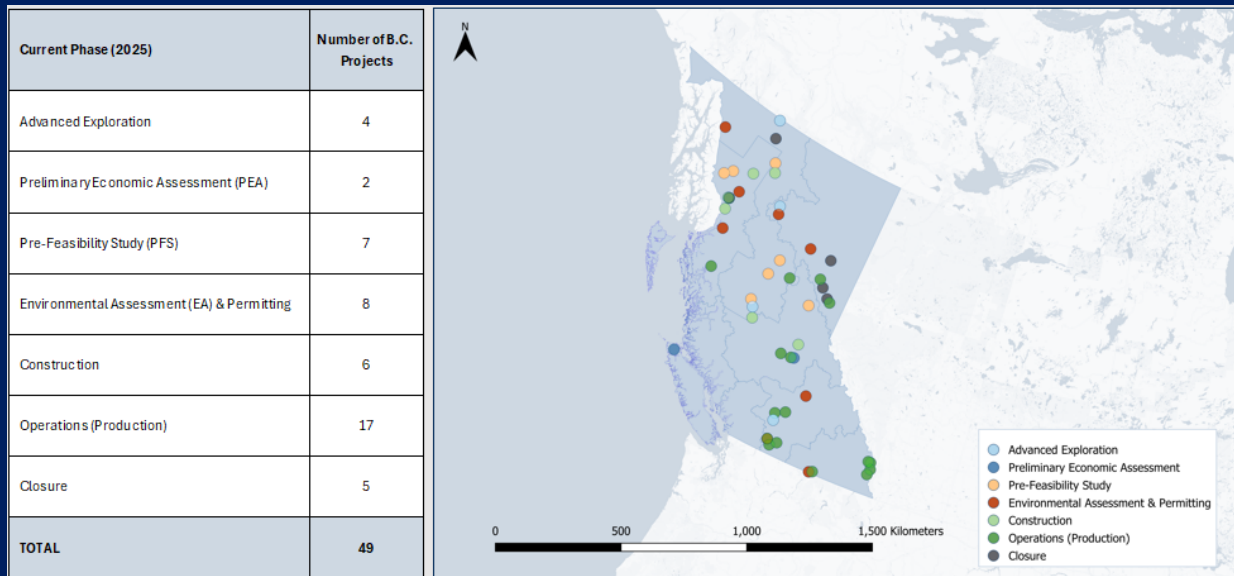 Current Phase (2025)
Number of B.C.
Projects
Advanced Exploration
4
Preliminary Economic Assessment (PEA)
2
Pre-Feasibility Study (PFS)
7
Environmental Assessment (EA) & Permitting
8
Construction
6
Operations (Production)
17
Closure
5
TOTAL
49
N
0
500
1,000
1,500 Kilometers
Advanced Exploration
Preliminary Economic Assessment
Pre-Feasibility Study
Environmental Assessment & Permitting
Construction
Operations (Production)
Closure